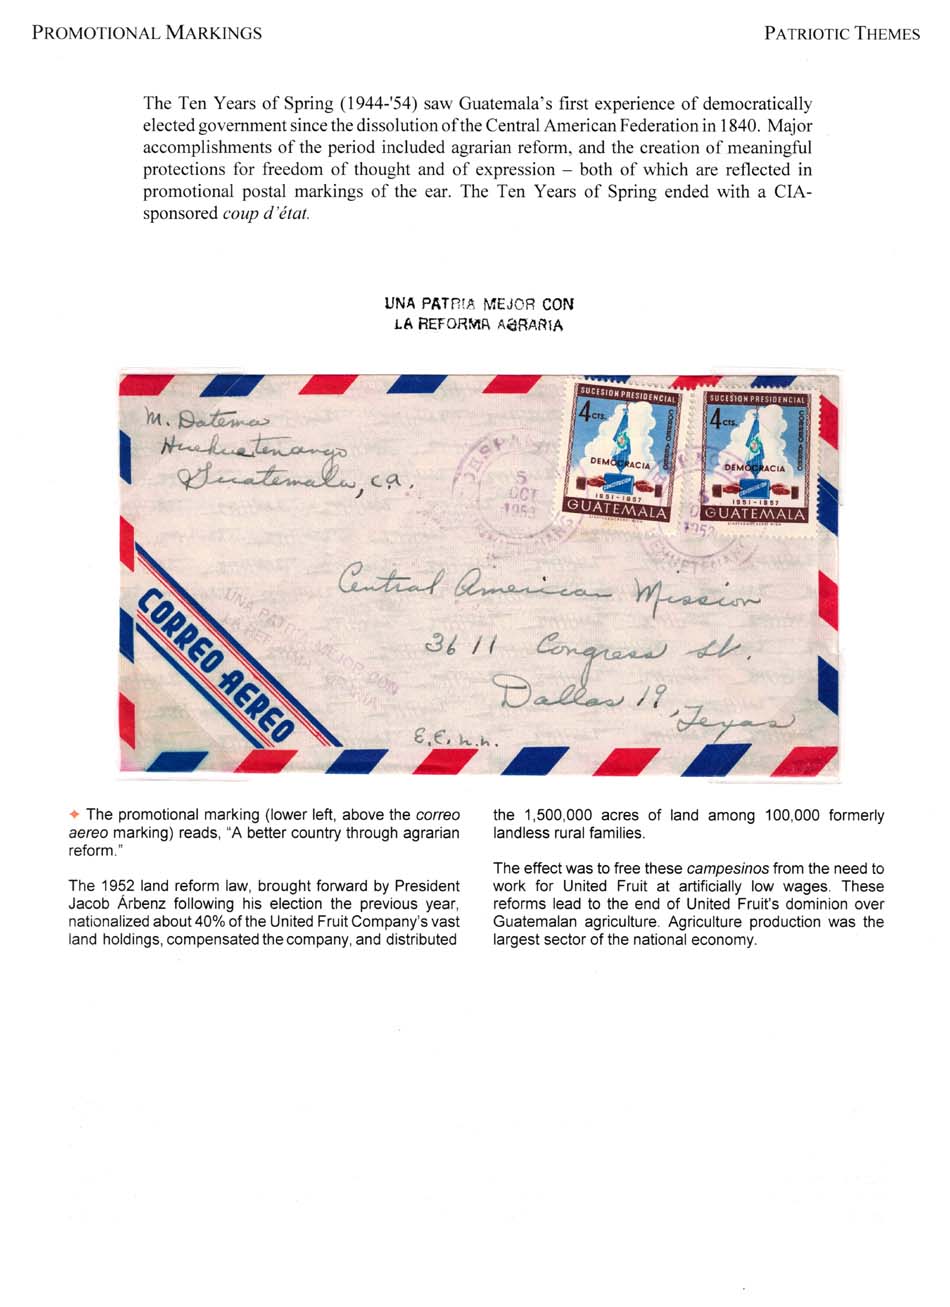 PROMOTIONAL MARKINGS
PATRIOTIC THEMES
The Ten Years of Spring (1944-'54) saw Guatemala's first experience of democratically
elected government since the dissolution of the Central American Federation in 1840. Major
accomplishments of the period included agrarian reform, and the creation of meaningful
protections for freedom of thought and of expression – both of which are reflected in
promotional postal markings of the ear. The Ten Years of Spring ended with a CIA-
sponsored coup d'état.
UNA PATRIA MEJOR CON
LA REFORMA AGRARIA
M. Datema
Huehuetenango
Guatemala, C.A.
SUCESION PRESIDENCIAL
4 CTS.
CORREO AEREO
DEMOCRACIA
CONSTITUCION
1951-1957
GUATEMALA
SUCESION PRESIDENCIAL
4 CTS.
CORREO AEREO
DEMOCRACIA
CONSTITUCION
1951-1957
GUATEMALA
5
OCT
1953
Central American Mission
3611 Congress St.
Dallas 19, Texas
UNA PATRIA MEJOR CON
LA REFORMA AGRARIA
CORREO AEREO
E.E.U.U.
✦ The promotional marking (lower left, above the correo
aereo marking) reads, "A better country through agrarian
reform."
The 1952 land reform law, brought forward by President
Jacob Árbenz following his election the previous year,
nationalized about 40% of the United Fruit Company's vast
land holdings, compensated the company, and distributed
the 1,500,000 acres of land among 100,000 formerly
landless rural families.
The effect was to free these campesinos from the need to
work for United Fruit at artificially low wages. These
reforms lead to the end of United Fruit's dominion over
Guatemalan agriculture. Agriculture production was the
largest sector of the national economy.